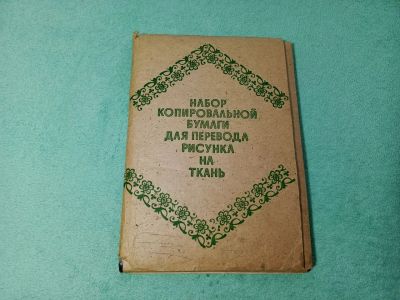 НАБОР
КОПИРОВАЛЬНОЙ
БУМАГИ
ДЛЯ ПЕРЕВОДА
РИСУНКА
НА
ТКАНЬ